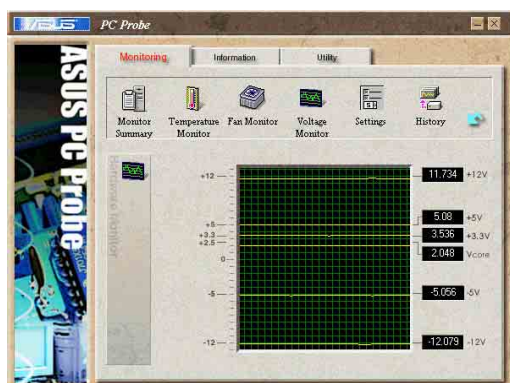 ASUS PC Probe
ASUS PC Probe
Monitoring Information Utility
Monitor Summary
Temperature Monitor
Fan Monitor
Voltage Monitor
Settings
History
Hardware Monitor
+12
+5
+3.3
+2.5
0
-5
-12
11.734 +12V
5.08 +5V
3.536 +3.3V
2.048 Vcore
-5.056 -5V
-12.079 -12V